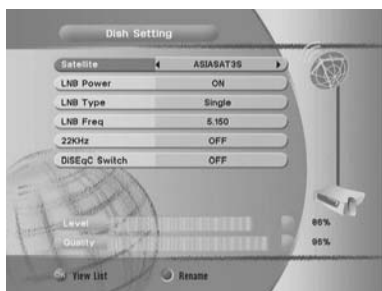 Dish Setting
Satellite ASIASAT3S
LNB Power ON
LNB Type Single
LNB Freq 5.150
22KHz OFF
DiSEqC Switch OFF
Level 86%
Quality 95%
View List Rename